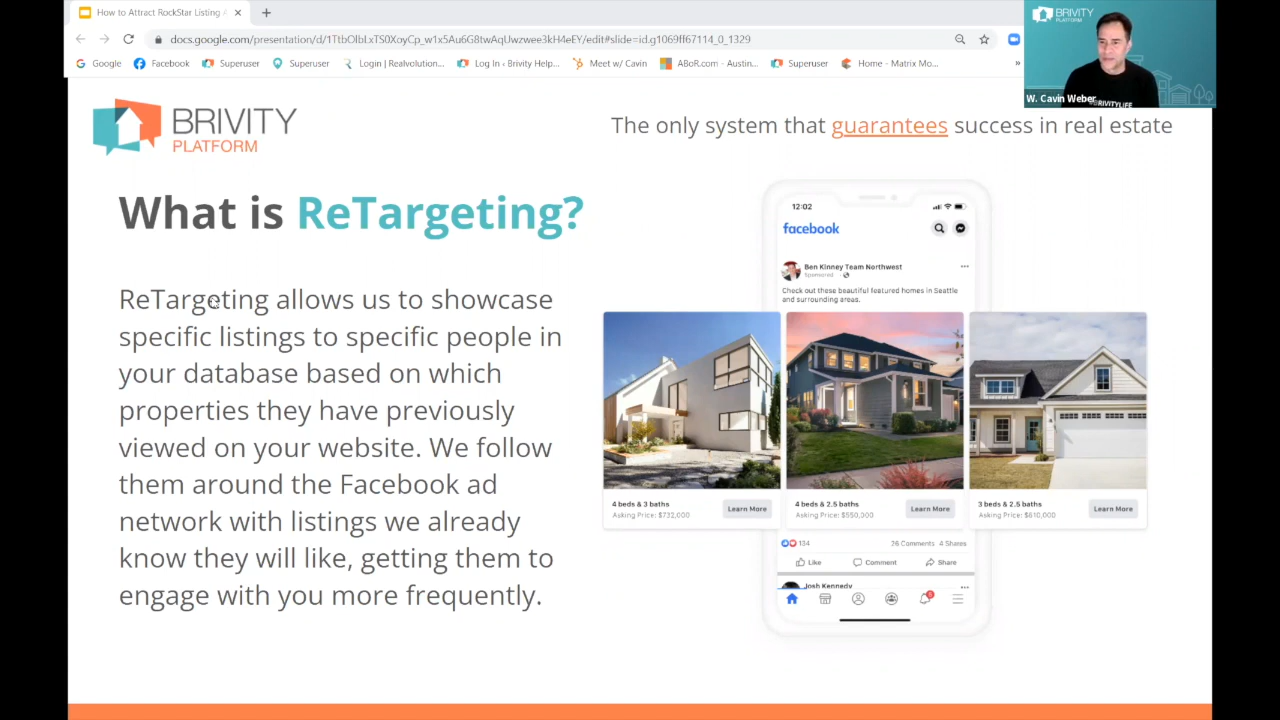 How to Attract RockStar Listing A
docs.google.com/presentation/d/
/edit#slide=id.g1069ff67114_0_1329
Google
Facebook
Superuser
Superuser
Login | Realvolution...
Log In ‹ Brivity Help...
Meet w/ Cavin
ABoR.com - Austin...
Superuser
Home - Matrix Mo...
»
BRIVITY
PLATFORM
W. Cavin Weber
BRIVITYLIFE
BRIVITY
PLATFORM
The only system that guarantees success in real estate
What is ReTargeting?
ReTargeting allows us to showcase
specific listings to specific people in
your database based on which
properties they have previously
viewed on your website. We follow
them around the Facebook ad
network with listings we already
know they will like, getting them to
engage with you more frequently.
12:02
facebook
Ben Kinney Team Northwest
Sponsored ·
Check out these beautiful featured homes in Seattle
and surrounding areas.
4 beds & 3 baths
Asking Price: $732,000
Learn More
4 beds & 2.5 baths
Asking Price: $550,000
Learn More
3 beds & 2.5 baths
Asking Price: $610,000
Learn More
134
26 Comments 4 Shares
Like
Comment
Share
Josh Kennedy